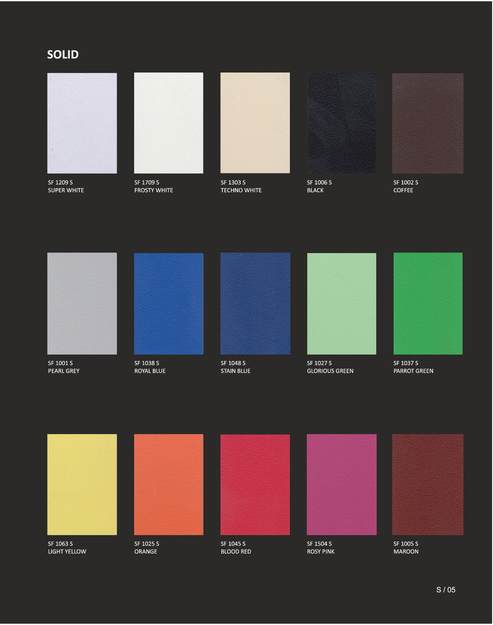 SOLID
SF 1209 S
SUPER WHITE
SF 1709 S
FROSTY WHITE
SF 1303 S
TECHNO WHITE
SF 1006 S
BLACK
SF 1002 S
COFFEE
SF 1001 S
PEARL GREY
SF 1038 S
ROYAL BLUE
SF 1048 S
STAIN BLUE
SF 1027 S
GLORIOUS GREEN
SF 1037 S
PARROT GREEN
SF 1063 S
LIGHT YELLOW
SF 1025 S
ORANGE
SF 1045 S
BLOOD RED
SF 1504 S
ROSY PINK
SF 1005 S
MAROON
S / 05